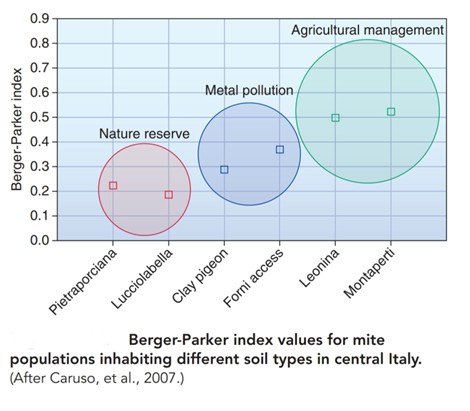 0.9
0.8
0.7
0.6
0.5
0.4
0.3
0.2
0.1
0.0
Berger-Parker index
Agricultural management
Metal pollution
Nature reserve
Pietraporciana
Lucciolabella
Clay pigeon
Forni access
Leonina
Montaperti
Berger-Parker index values for mite
populations inhabiting different soil types in central Italy.
(After Caruso, et al., 2007.)